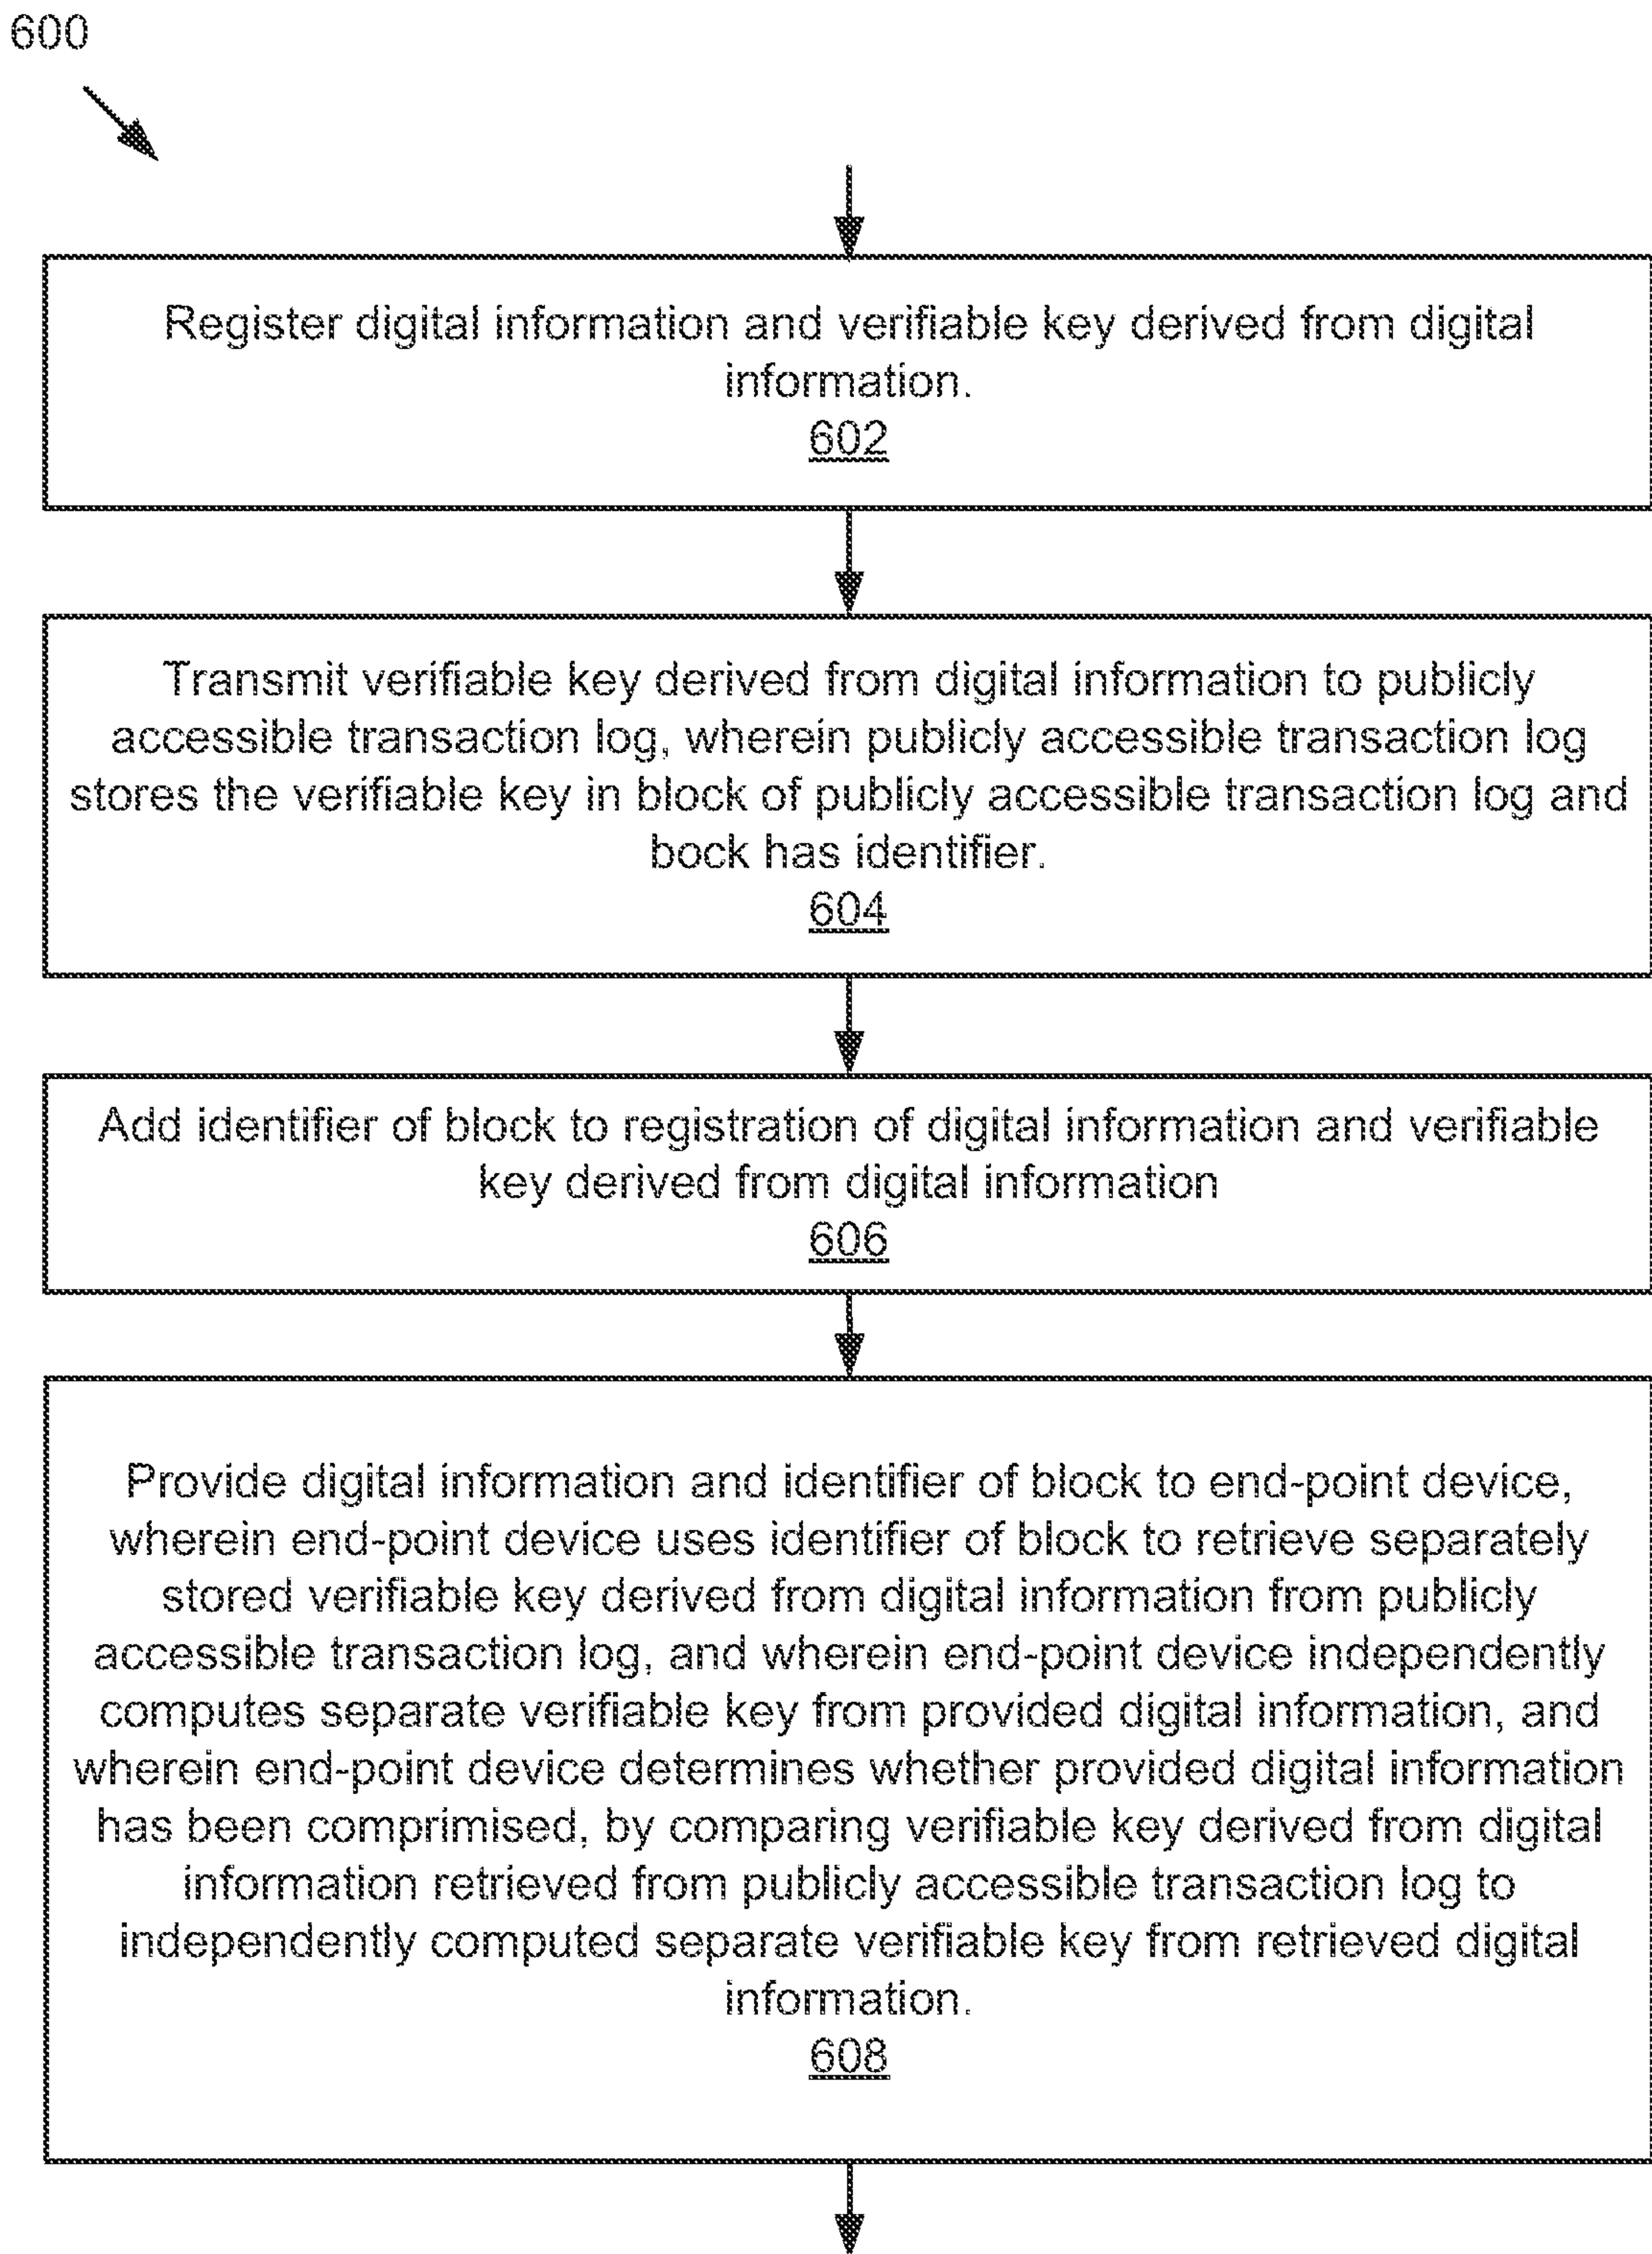 600
Register digital information and verifiable key derived from digital
information.
602
Transmit verifiable key derived from digital information to publicly
accessible transaction log, wherein publicly accessible transaction log
stores the verifiable key in block of publicly accessible transaction log and
bock has identifier.
604
Add identifier of block to registration of digital information and verifiable
key derived from digital information
606
Provide digital information and identifier of block to end-point device,
wherein end-point device uses identifier of block to retrieve separately
stored verifiable key derived from digital information from publicly
accessible transaction log, and wherein end-point device independently
computes separate verifiable key from provided digital information, and
wherein end-point device determines whether provided digital information
has been comprimised, by comparing verifiable key derived from digital
information retrieved from publicly accessible transaction log to
independently computed separate verifiable key from retrieved digital
information.
608